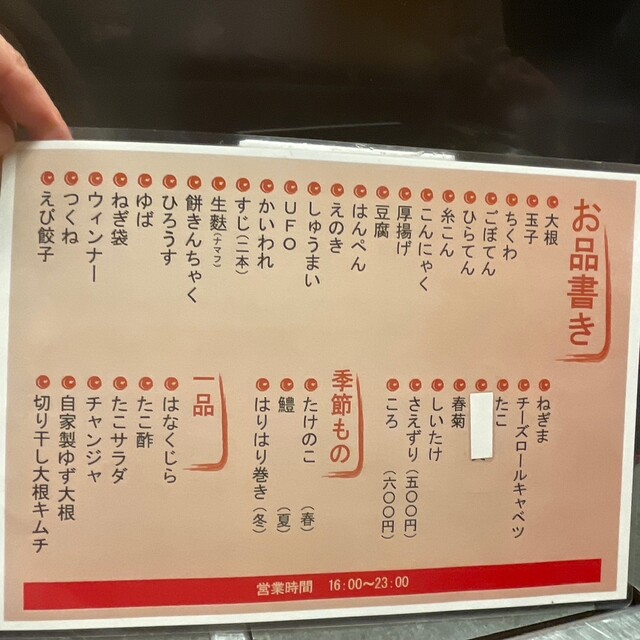 お品書き
大根
玉子
ちくわ
ごぼてん
ひらてん
糸こん
こんにゃく
厚揚げ
豆腐
はんぺん
えのき
しゅうまい
UFO
かいわれ
すじ(二本)
生麩(ナマフ)
餅きんちゃく
ひろうす
ゆば
ねぎ袋
ウィンナー
つくね
えび餃子
ねぎま
チーズロールキャベツ
たこ
春菊
しいたけ
さえずり(五〇〇円)
ころ(六〇〇円)
季節もの
たけのこ(春)
鱧(夏)
はりはり巻き(冬)
一品
はなくじら
たこ酢
たこサラダ
チャンジャ
自家製ゆず大根
切り干し大根キムチ
営業時間 16:00〜23:00